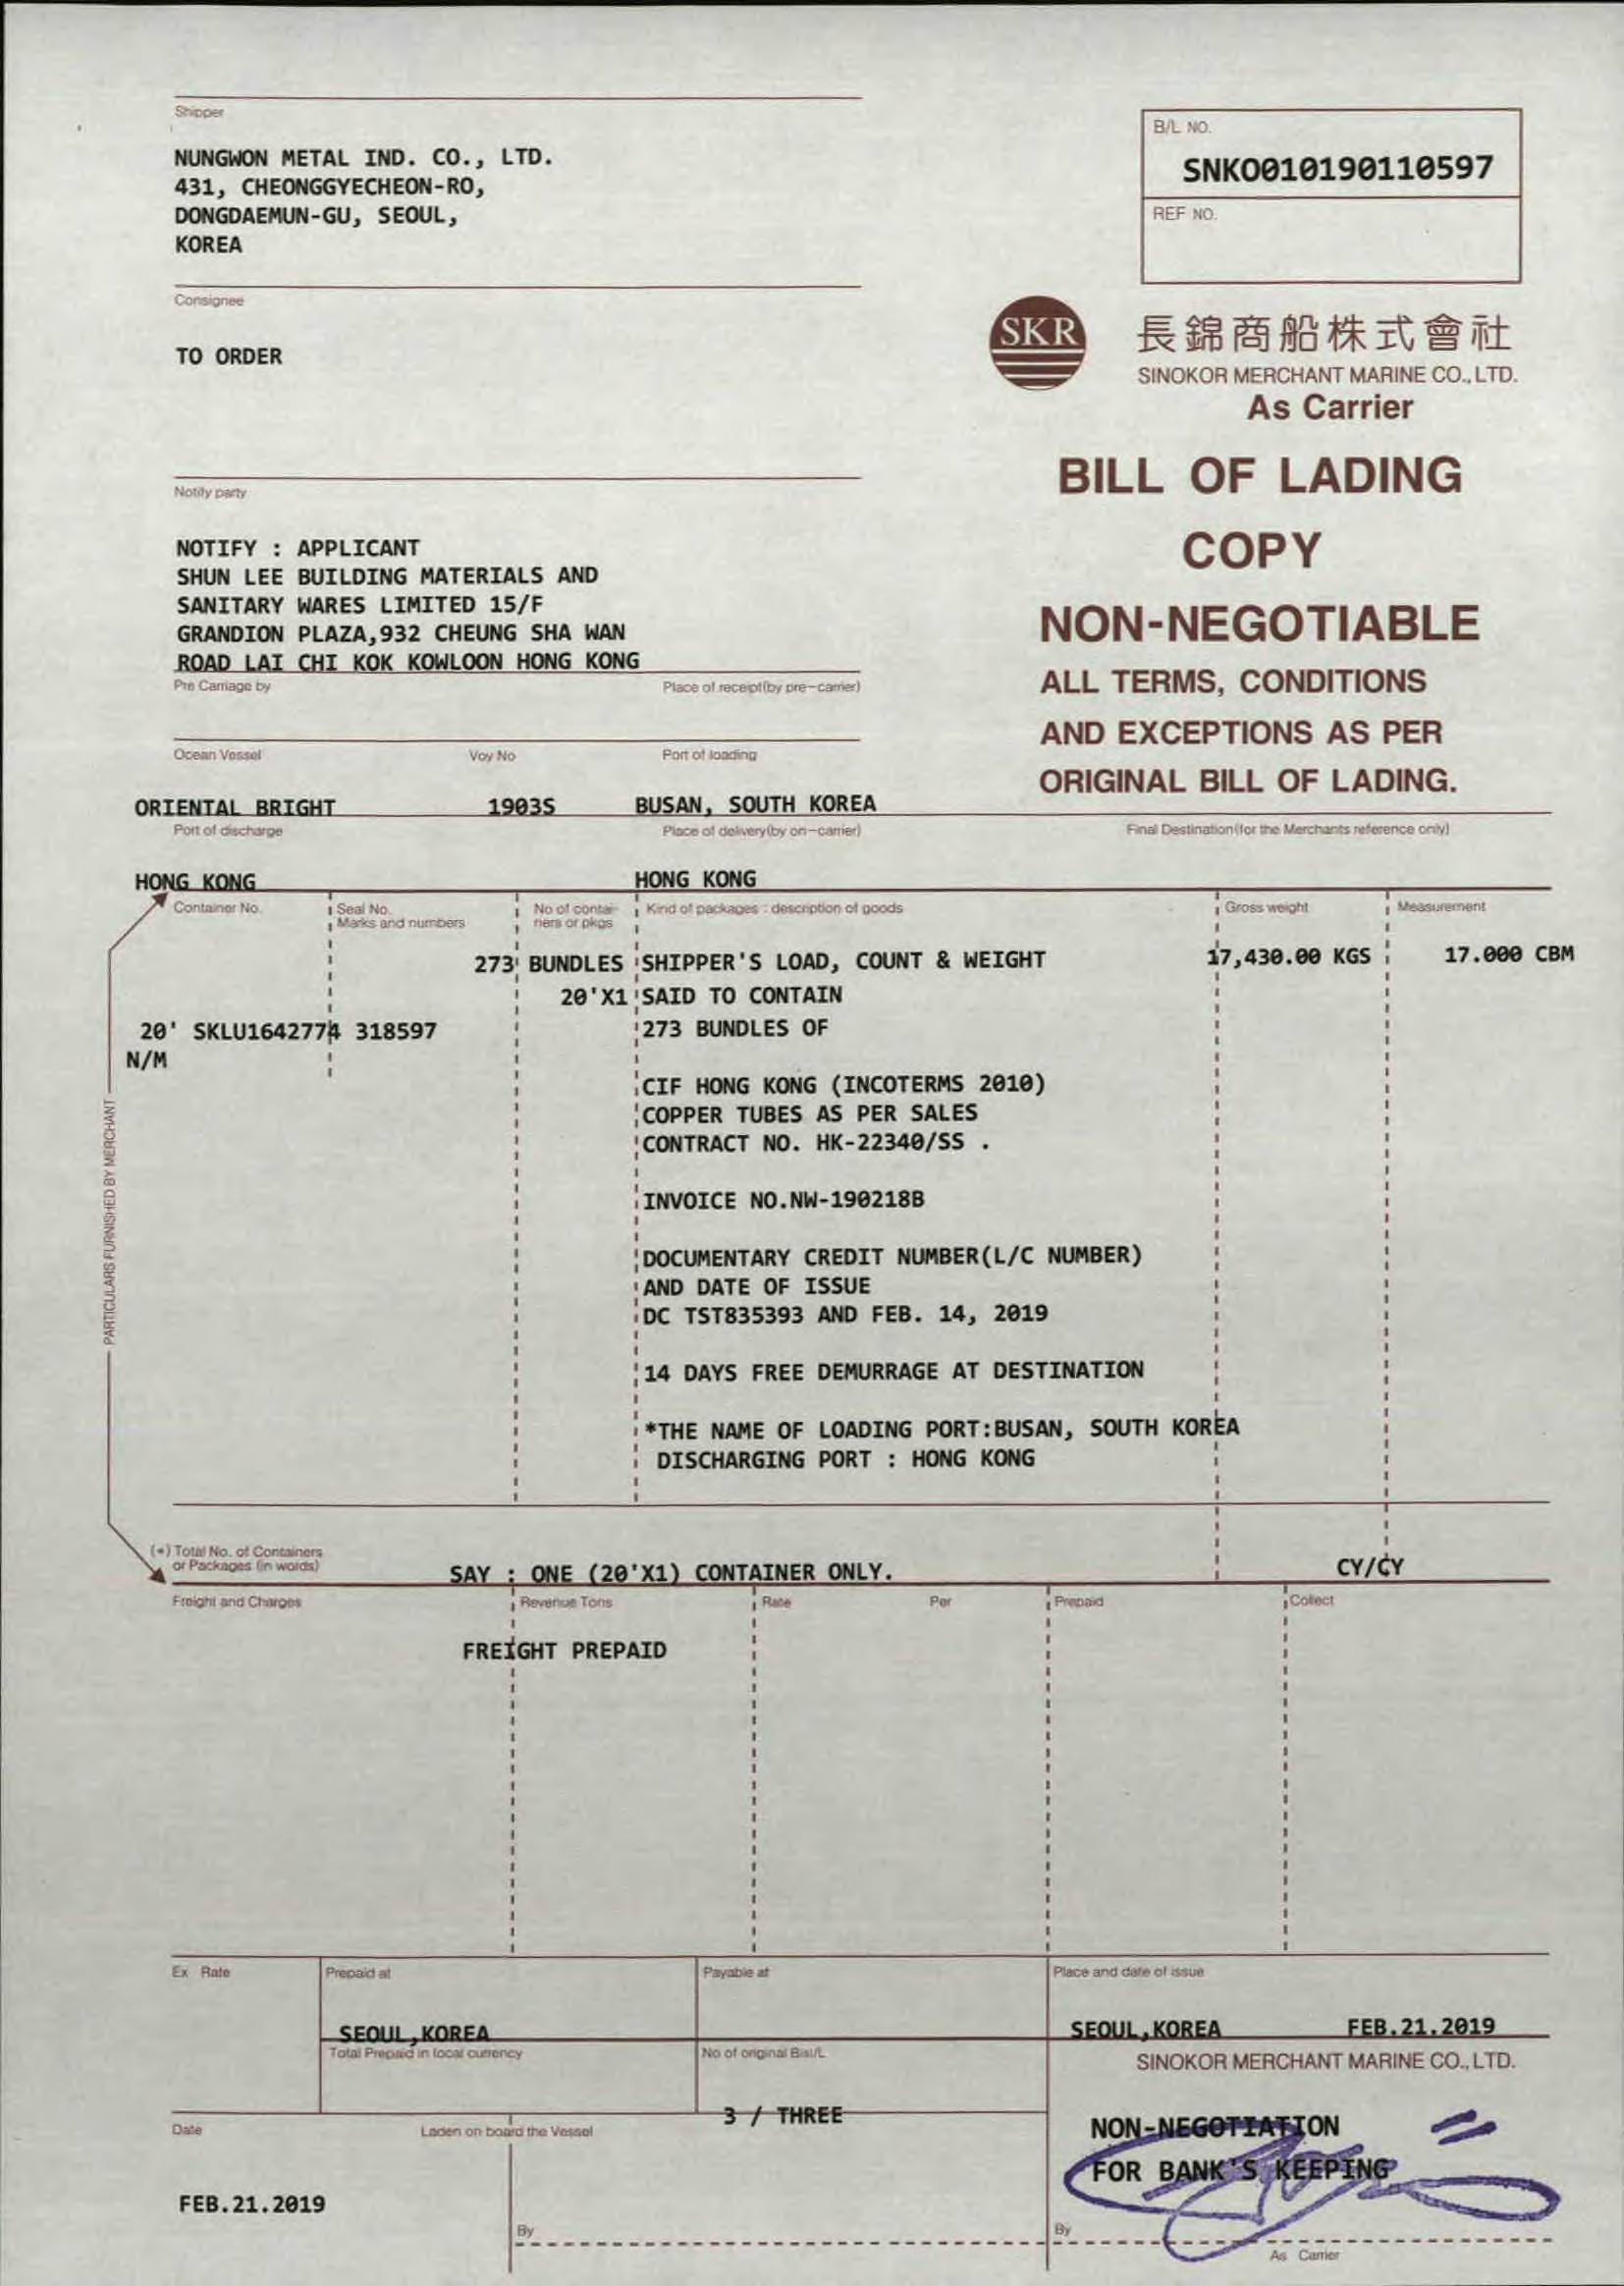 Shipper
NUNGWON METAL IND. CO., LTD.
431, CHEONGGYECHEON-RO,
DONGDAEMUN-GU, SEOUL,
KOREA
B/L NO.
SNKO010190110597
REF NO.
Consignee
TO ORDER
SKR
長錦商船株式會社
SINOKOR MERCHANT MARINE CO., LTD.
As Carrier
BILL OF LADING
COPY
NON-NEGOTIABLE
ALL TERMS, CONDITIONS
AND EXCEPTIONS AS PER
ORIGINAL BILL OF LADING.
Notify party
NOTIFY : APPLICANT
SHUN LEE BUILDING MATERIALS AND
SANITARY WARES LIMITED 15/F
GRANDION PLAZA,932 CHEUNG SHA WAN
ROAD LAI CHI KOK KOWLOON HONG KONG
Pre Carriage by Place of receipt(by pre-carrier)
Ocean Vessel Voy No Port of loading
ORIENTAL BRIGHT 1903S BUSAN, SOUTH KOREA
Port of discharge Place of delivery(by on-carrier) Final Destination(for the Merchants reference only)
HONG KONG HONG KONG
Container No. Seal No. No of contai- Kind of packages : description of goods Gross weight Measurement
Marks and numbers ners or pkgs
273 BUNDLES SHIPPER'S LOAD, COUNT & WEIGHT 17,430.00 KGS 17.000 CBM
20'X1 SAID TO CONTAIN
20' SKLU1642774 318597 273 BUNDLES OF
N/M
CIF HONG KONG (INCOTERMS 2010)
COPPER TUBES AS PER SALES
CONTRACT NO. HK-22340/SS .
INVOICE NO.NW-190218B
DOCUMENTARY CREDIT NUMBER(L/C NUMBER)
AND DATE OF ISSUE
DC TST835393 AND FEB. 14, 2019
14 DAYS FREE DEMURRAGE AT DESTINATION
*THE NAME OF LOADING PORT:BUSAN, SOUTH KOREA
DISCHARGING PORT : HONG KONG
PARTICULARS FURNISHED BY MERCHANT
(*) Total No. of Containers
or Packages (in words)
SAY : ONE (20'X1) CONTAINER ONLY. CY/CY
Freight and Charges Revenue Tons Rate Per Prepaid Collect
FREIGHT PREPAID
Ex Rate Prepaid at Payable at Place and date of issue
SEOUL,KOREA SEOUL,KOREA FEB.21.2019
Total Prepaid in local currency No of original Bis/L SINOKOR MERCHANT MARINE CO., LTD.
3 / THREE
Date Laden on board the Vessel
NON-NEGOTIATION
FOR BANK'S KEEPING
FEB.21.2019
By By
As Carrier